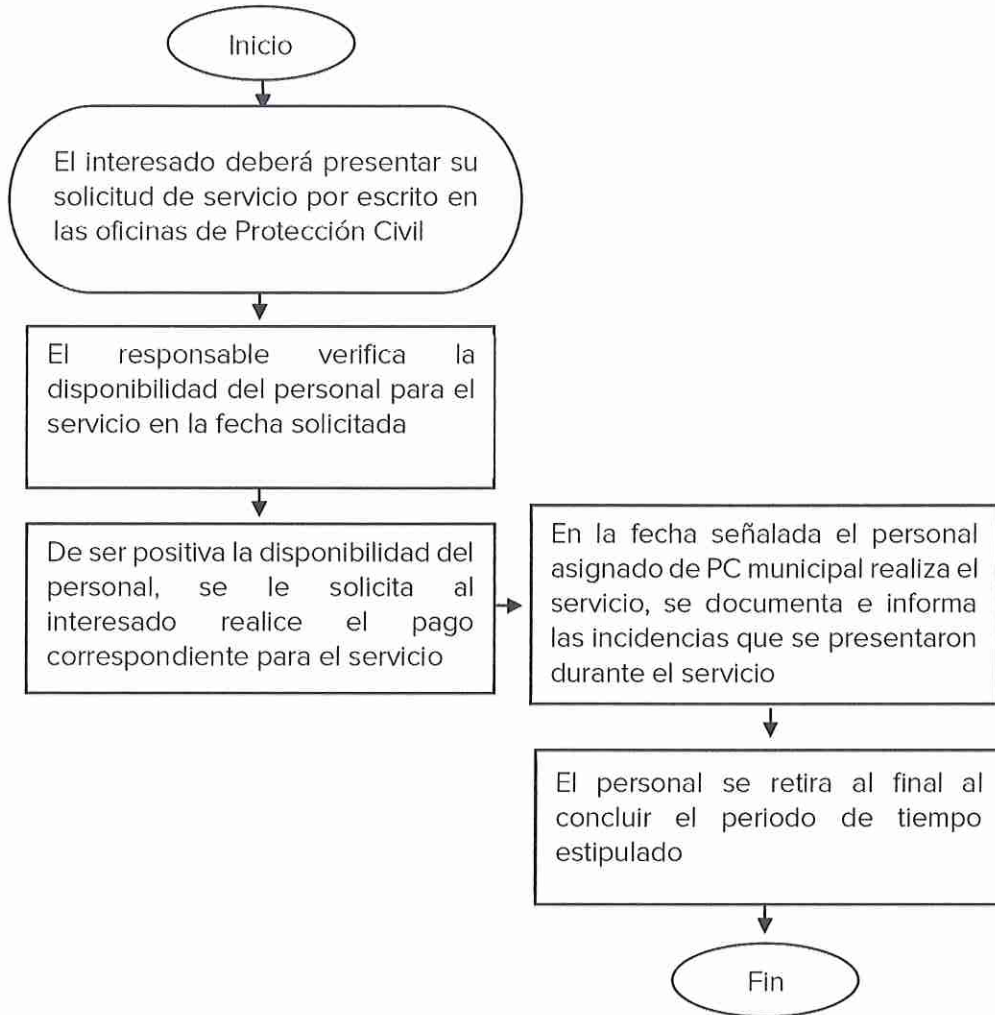 Inicio
El interesado deberá presentar su
solicitud de servicio por escrito en
las oficinas de Protección Civil
El responsable verifica la
disponibilidad del personal para el
servicio en la fecha solicitada
De ser positiva la disponibilidad del
personal, se le solicita al
interesado realice el pago
correspondiente para el servicio
En la fecha señalada el personal
asignado de PC municipal realiza el
servicio, se documenta e informa
las incidencias que se presentaron
durante el servicio
El personal se retira al final al
concluir el periodo de tiempo
estipulado
Fin